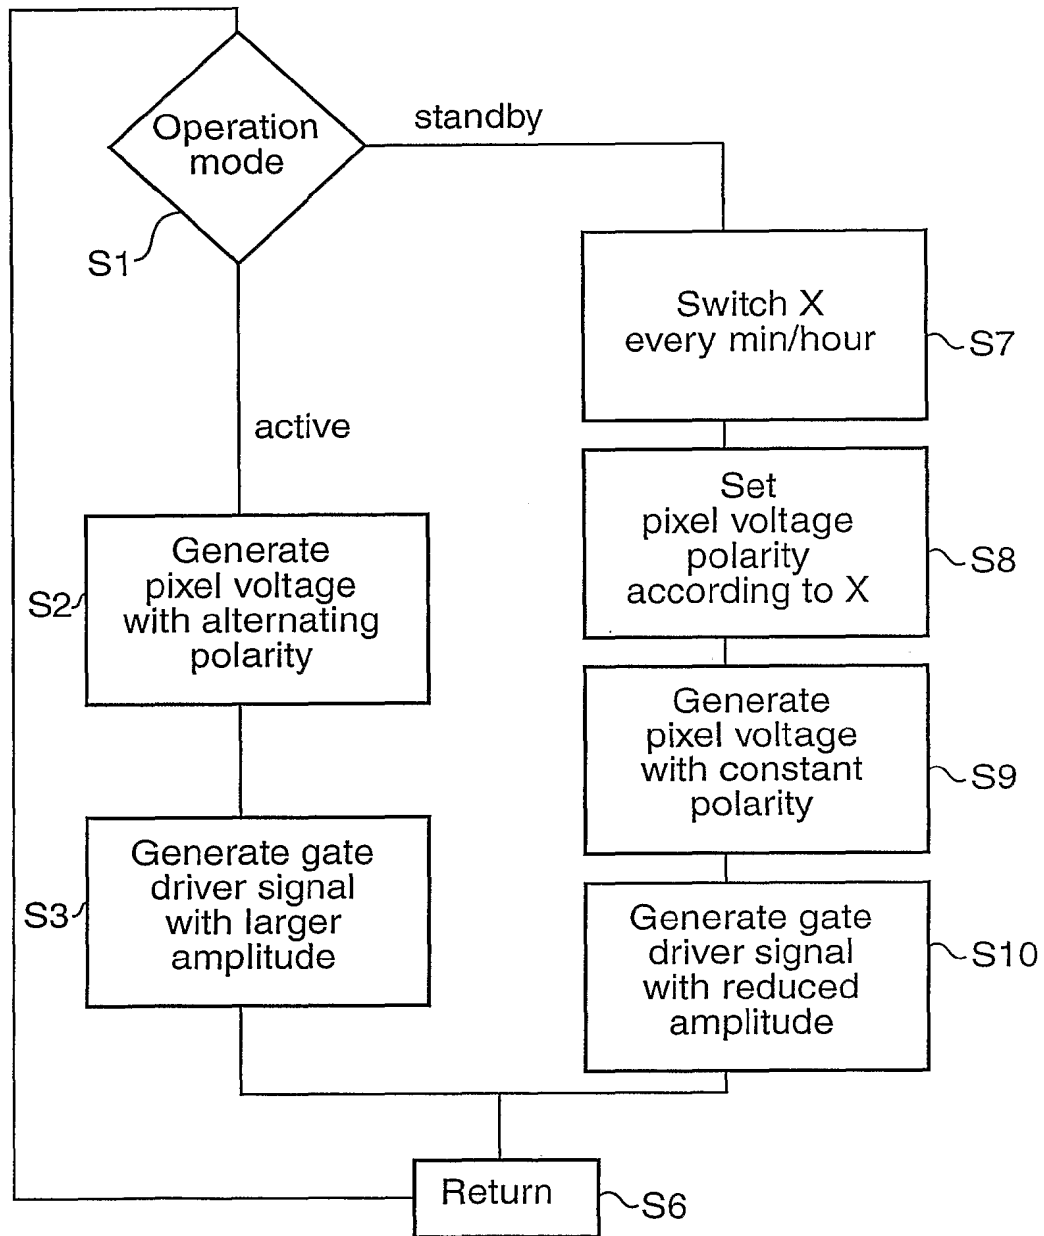 Operation
mode
standby
S1
active
Generate
pixel voltage
with alternating
polarity
S2
Generate gate
driver signal
with larger
amplitude
S3
Switch X
every min/hour
S7
Set
pixel voltage
polarity
according to X
S8
Generate
pixel voltage
with constant
polarity
S9
Generate gate
driver signal
with reduced
amplitude
S10
Return
S6